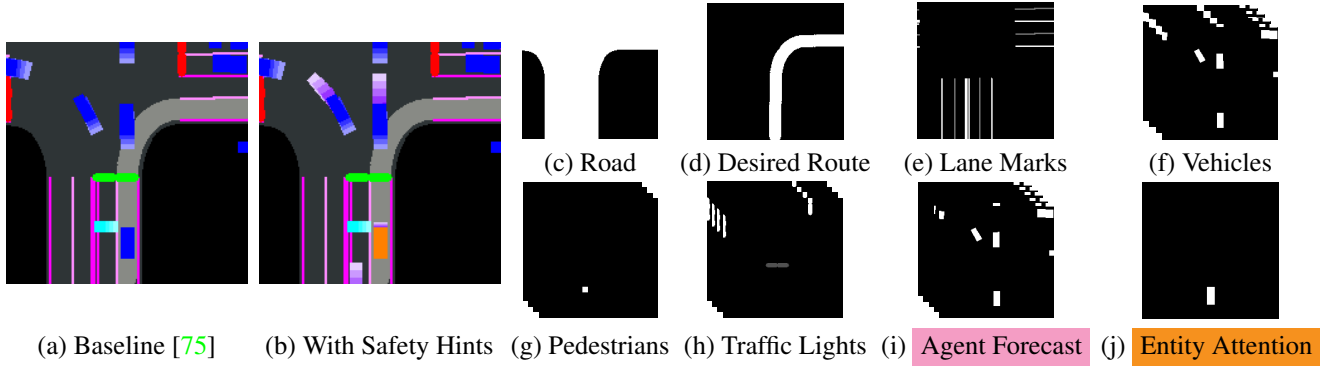 (c) Road
(d) Desired Route
(e) Lane Marks
(f) Vehicles
(a) Baseline [75]
(b) With Safety Hints
(g) Pedestrians
(h) Traffic Lights
(i) Agent Forecast
(j) Entity Attention